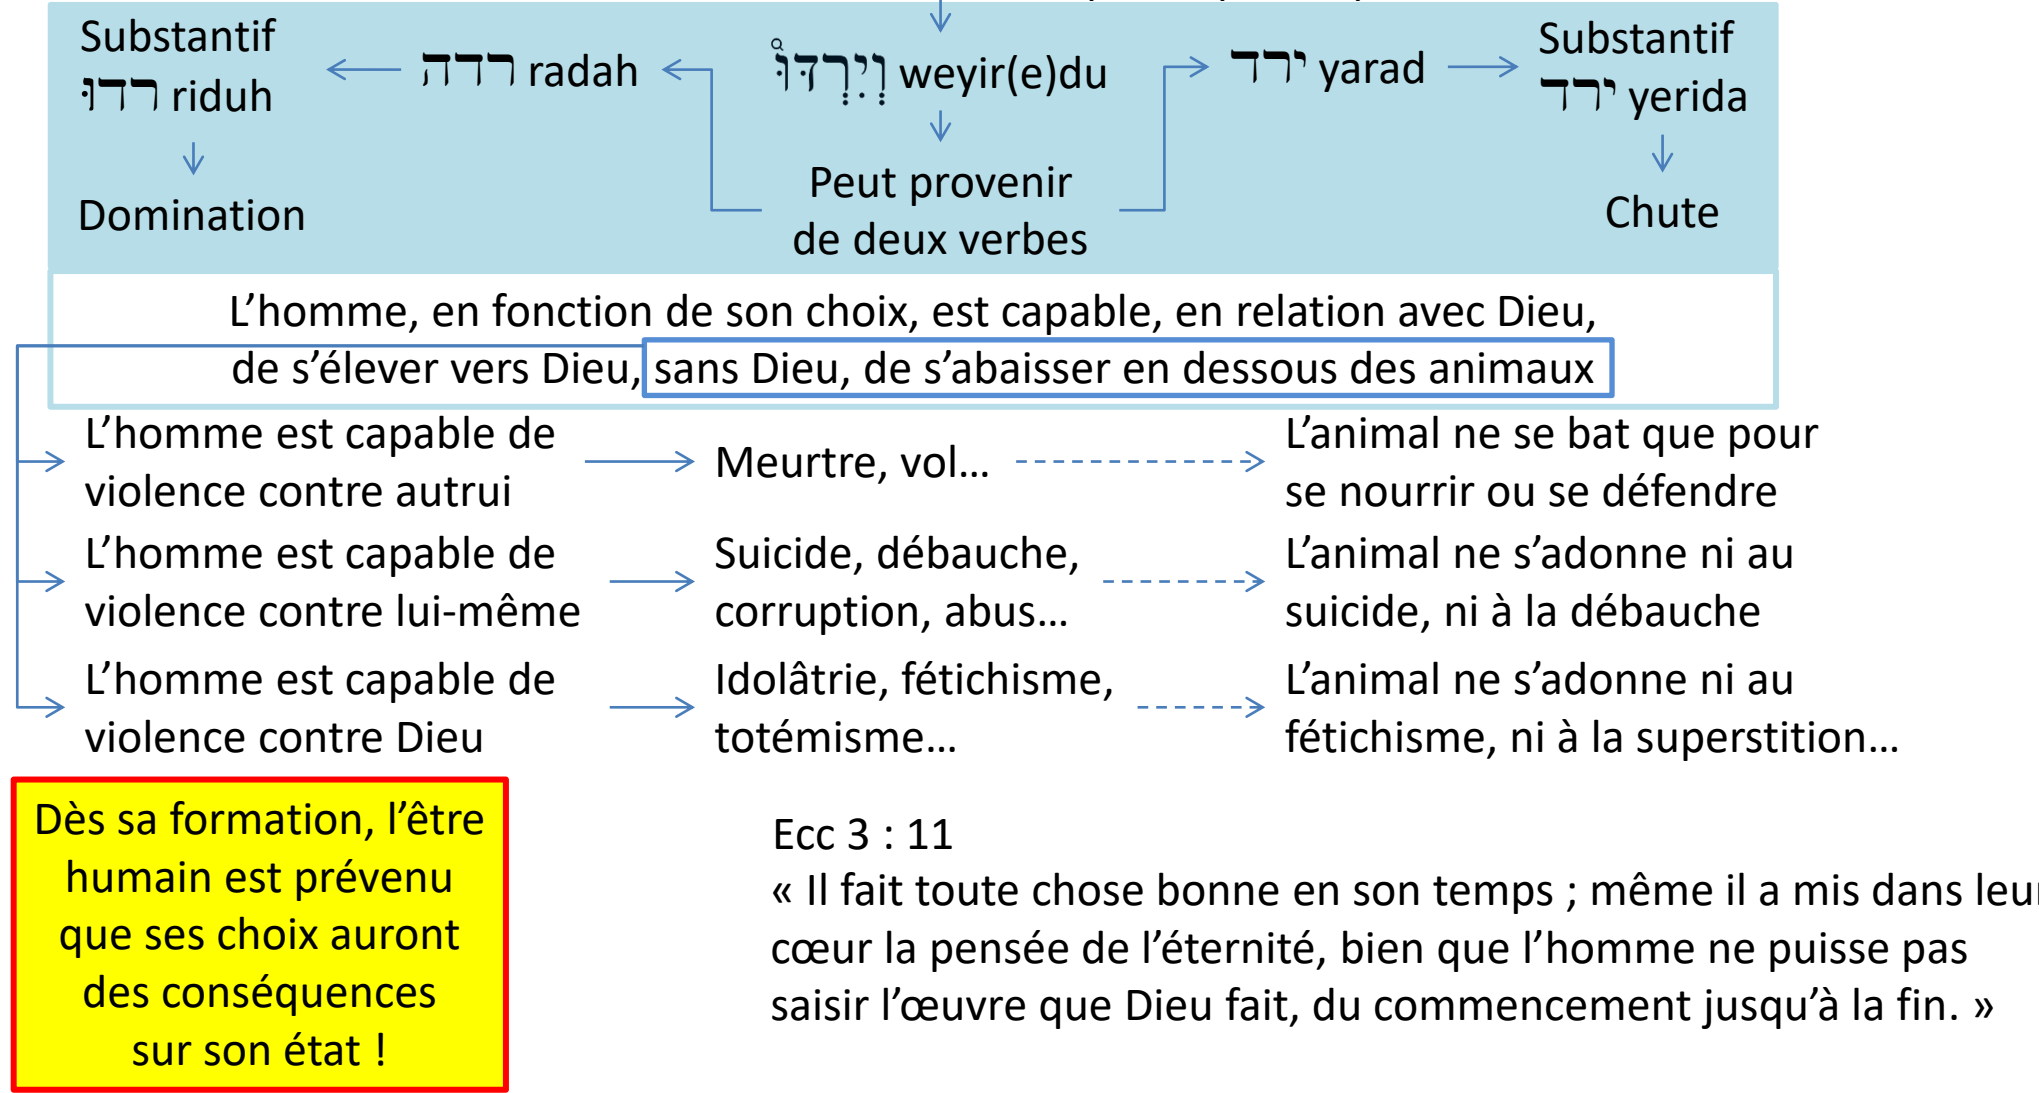 Substantif
רדוּ riduh
רדה radah
וְיִרְדּוּ֩ weyir(e)du
ירד yarad
Substantif
ירד yerida
Domination
Peut provenir
de deux verbes
Chute
L’homme, en fonction de son choix, est capable, en relation avec Dieu,
de s’élever vers Dieu, sans Dieu, de s’abaisser en dessous des animaux
L’homme est capable de
violence contre autrui
Meurtre, vol…
L’animal ne se bat que pour
se nourrir ou se défendre
L’homme est capable de
violence contre lui-même
Suicide, débauche,
corruption, abus…
L’animal ne s’adonne ni au
suicide, ni à la débauche
L’homme est capable de
violence contre Dieu
Idolâtrie, fétichisme,
totémisme…
L’animal ne s’adonne ni au
fétichisme, ni à la superstition…
Dès sa formation, l’être
humain est prévenu
que ses choix auront
des conséquences
sur son état !
Ecc 3 : 11
« Il fait toute chose bonne en son temps ; même il a mis dans leur
cœur la pensée de l’éternité, bien que l’homme ne puisse pas
saisir l’œuvre que Dieu fait, du commencement jusqu’à la fin. »